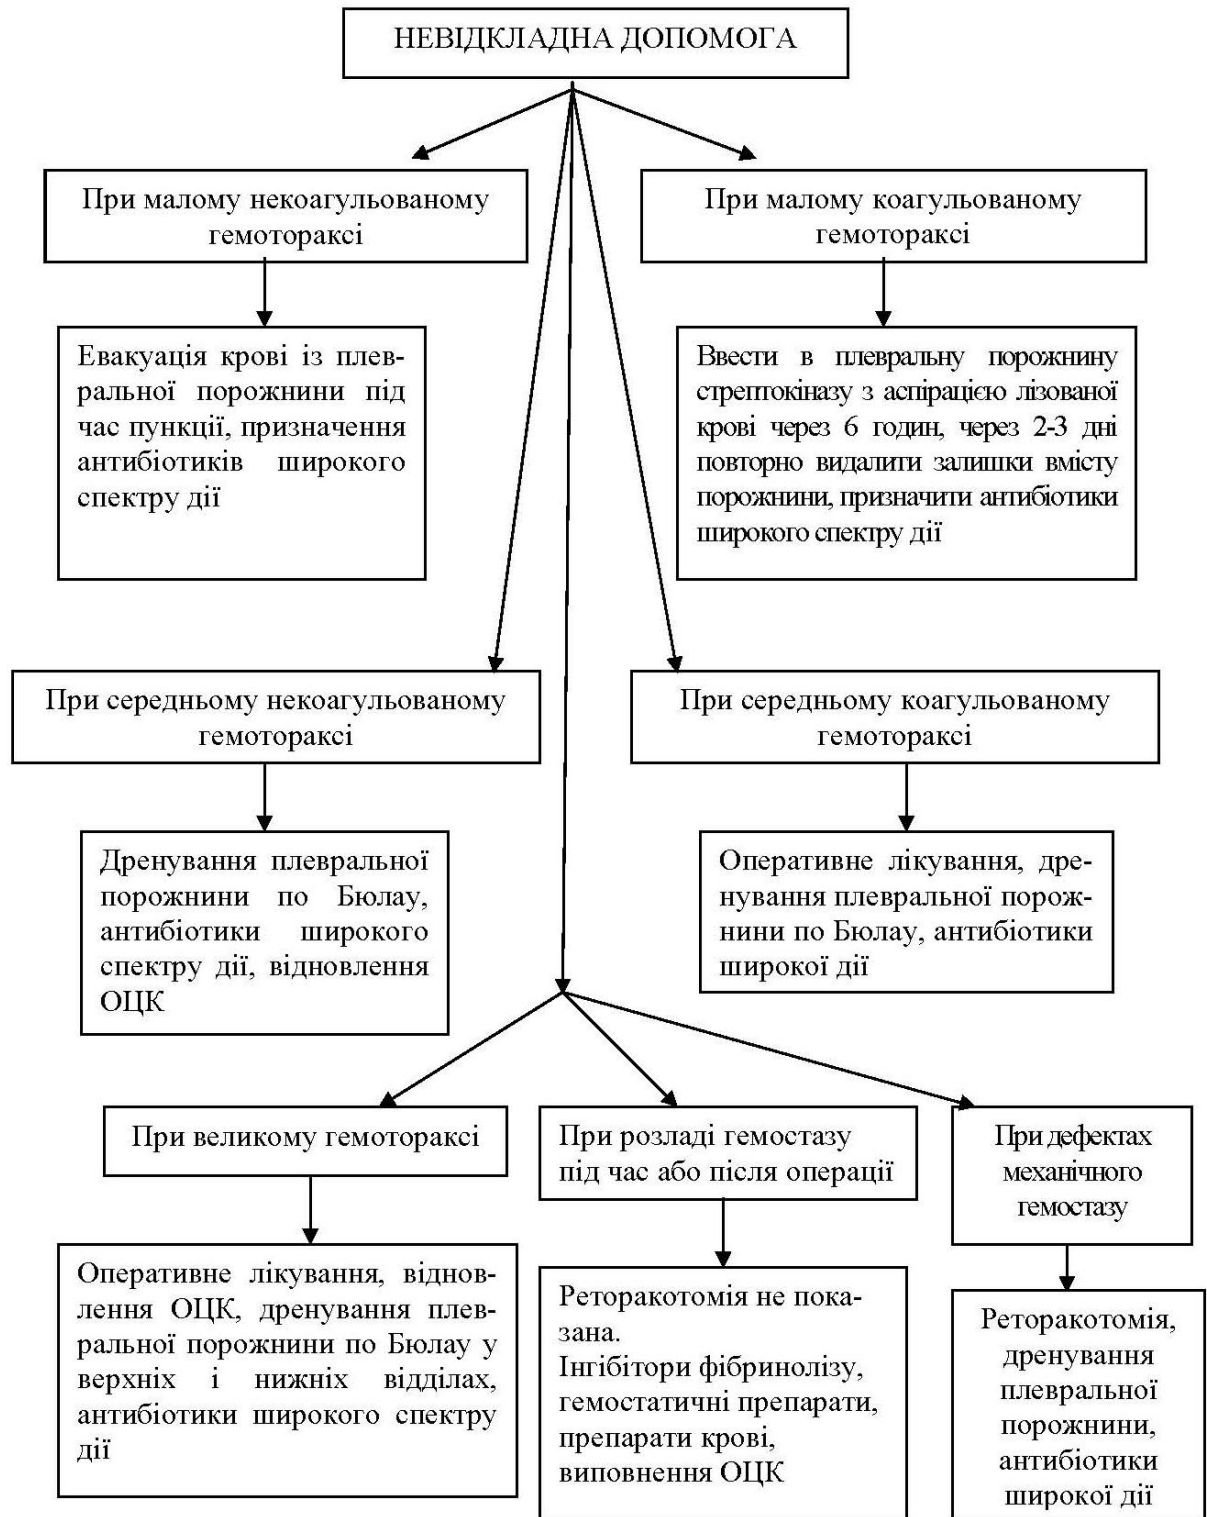 НЕВІДКЛАДНА ДОПОМОГА
При малому некоагульованому
гемотораксі
При малому коагульованому
гемотораксі
Евакуація крові із плев-
ральної порожнини під
час пункції, призначення
антибіотиків широкого
спектру дії
Ввести в плевральну порожнину
стрептокіназу з аспірацією лізованої
крові через 6 годин, через 2-3 дні
повторно видалити залишки вмісту
порожнини, призначити антибіотики
широкого спектру дії
При середньому некоагульованому
гемотораксі
При середньому коагульованому
гемотораксі
Дренування плевральної
порожнини по Бюлау,
антибіотики широкого
спектру дії, відновлення
ОЦК
Оперативне лікування, дре-
нування плевральної порож-
нини по Бюлау, антибіотики
широкої дії
При великому гемотораксі
При розладі гемостазу
під час або після операції
При дефектах
механічного
гемостазу
Оперативне лікування, віднов-
лення ОЦК, дренування плев-
ральної порожнини по Бюлау у
верхніх і нижніх відділах,
антибіотики широкого спектру
дії
Реторакотомія не пока-
зана.
Інгібітори фібринолізу,
гемостатичні препарати,
препарати крові,
виповнення ОЦК
Реторакотомія,
дренування
плевральної
порожнини,
антибіотики
широкої дії